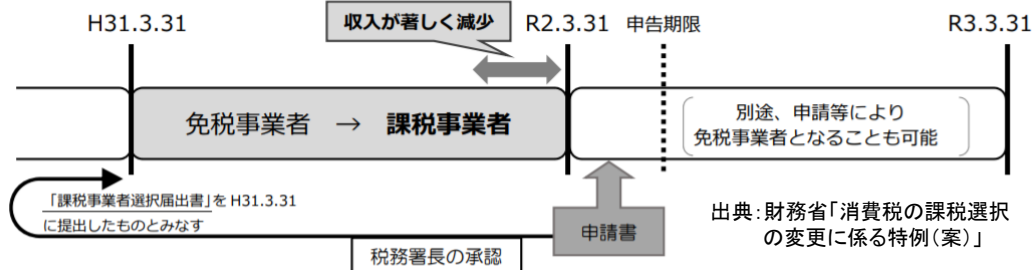 H31.3.31
収入が著しく減少
R2.3.31
申告期限
R3.3.31
免税事業者 → 課税事業者
別途、申請等により
免税事業者となることも可能
「課税事業者選択届出書」を H31.3.31
に提出したものとみなす
申請書
税務署長の承認
出典:財務省「消費税の課税選択
の変更に係る特例(案)」